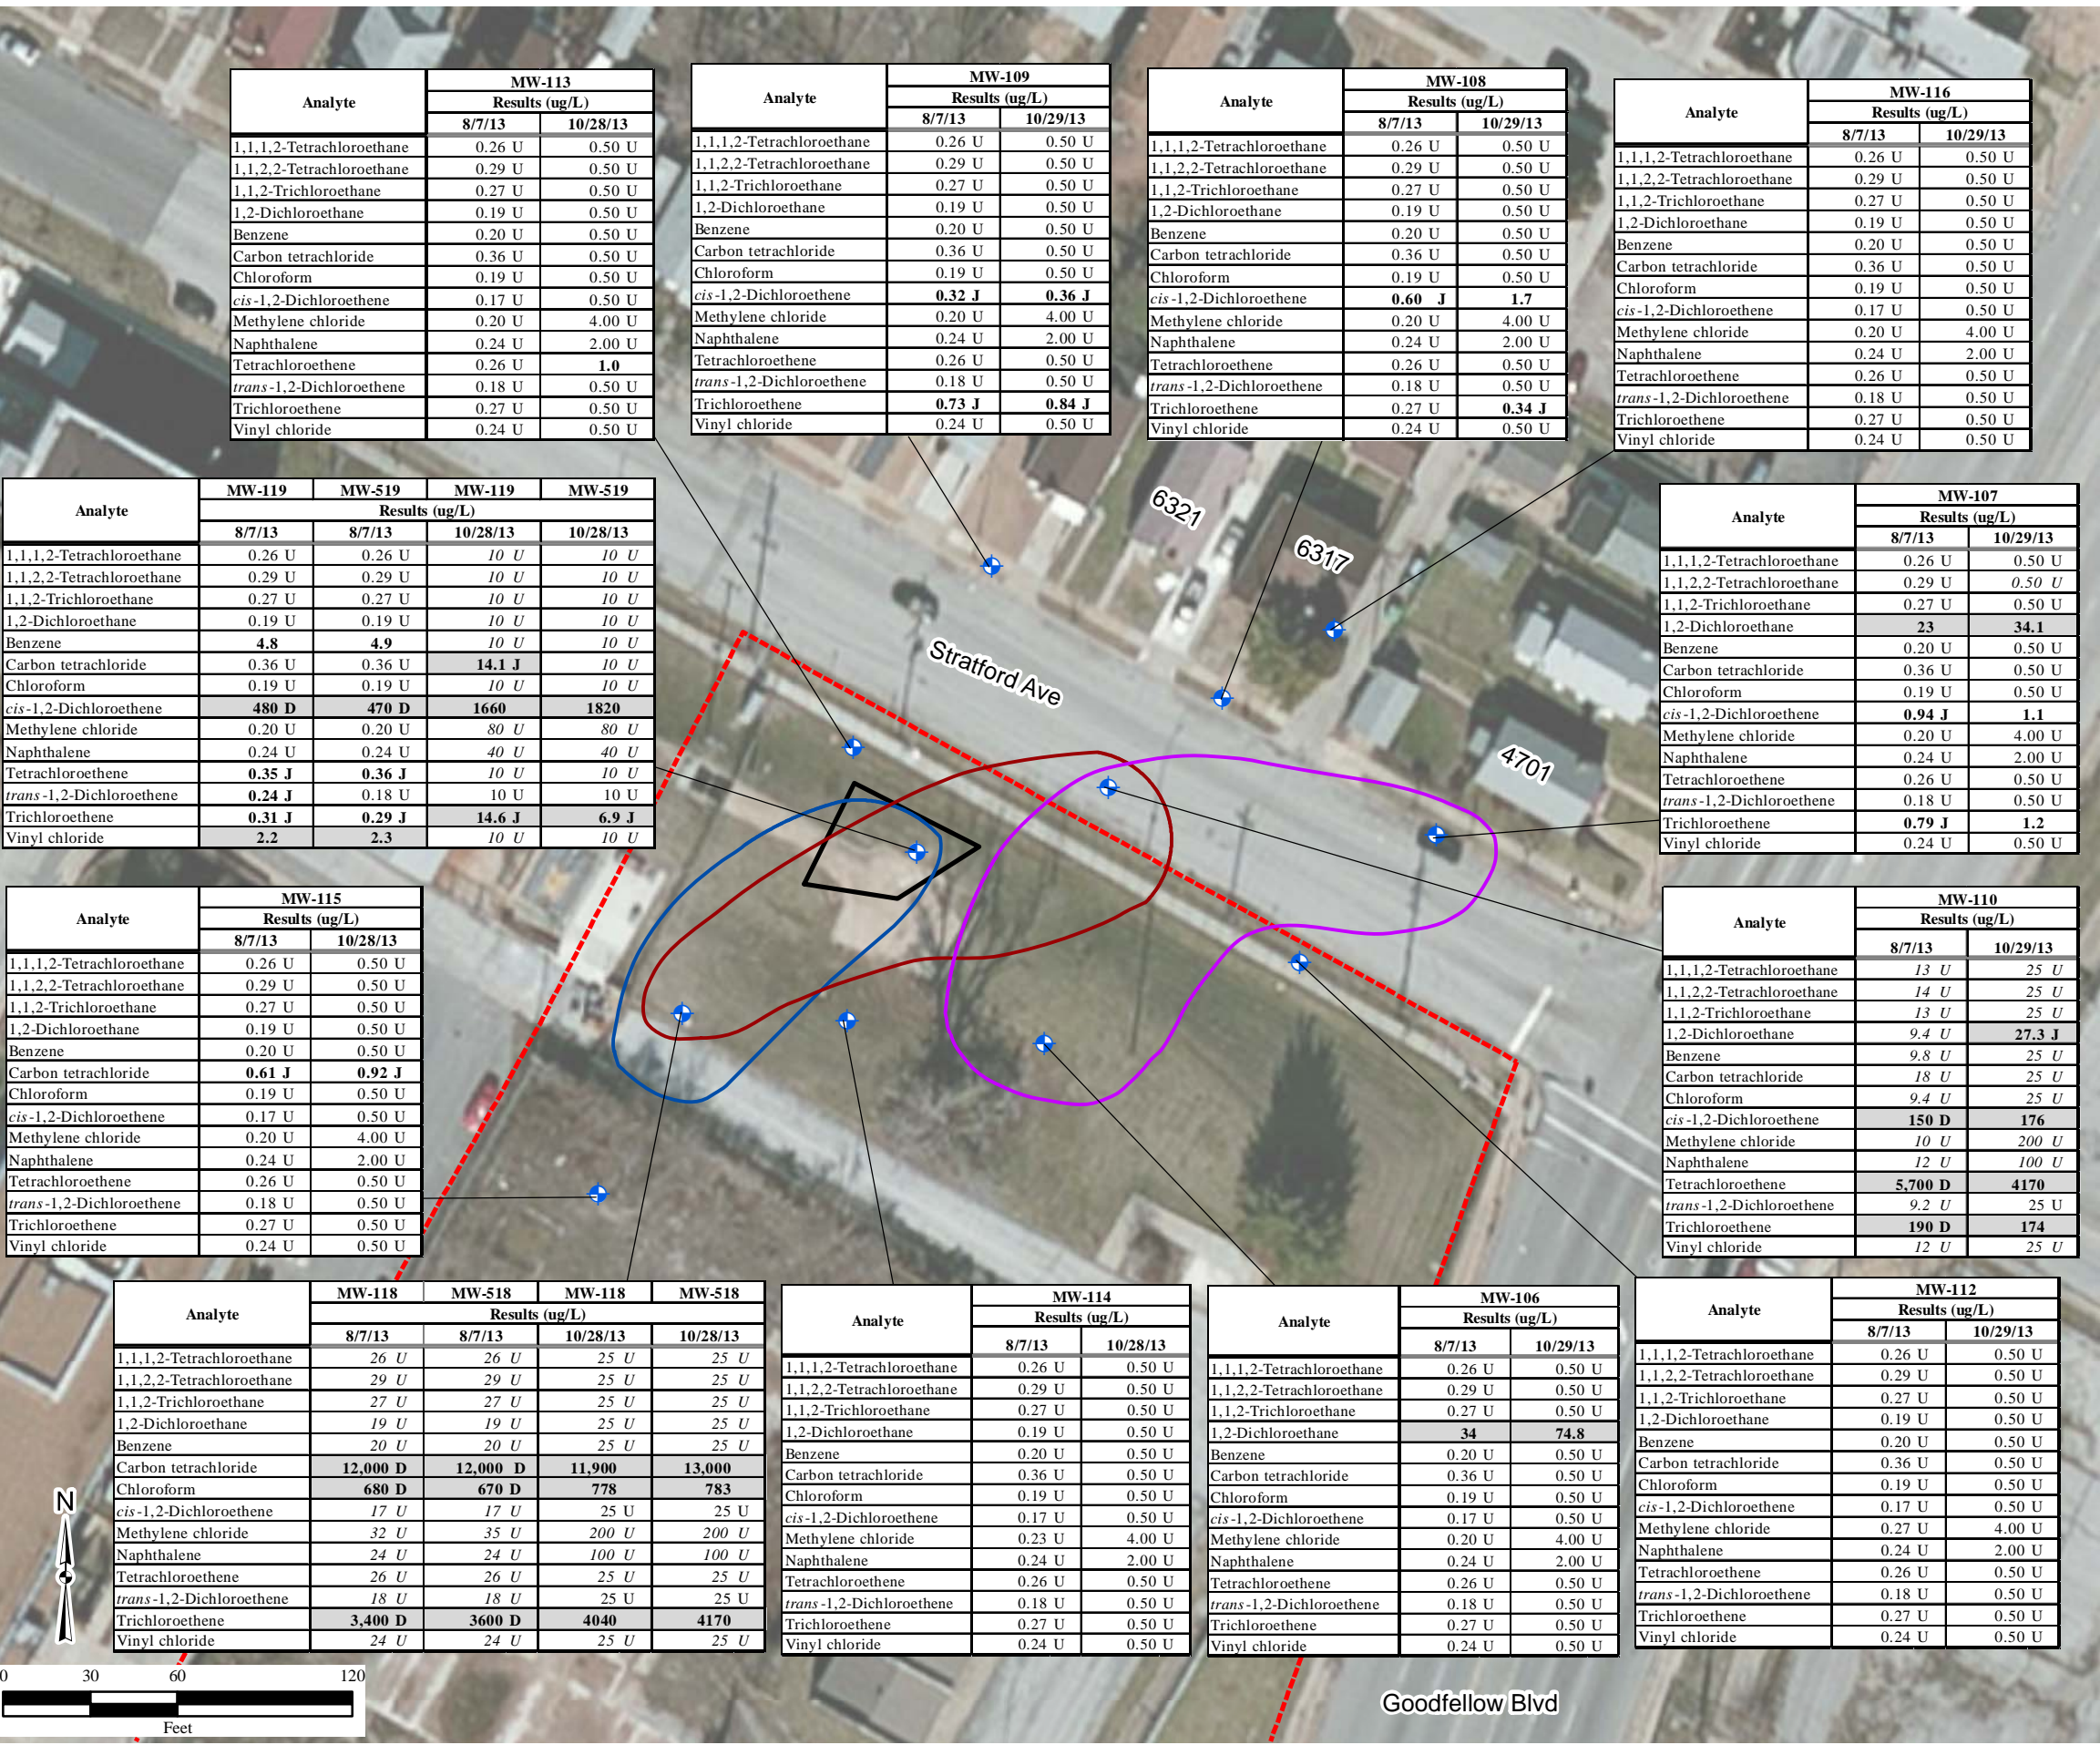 MW-113
Analyte Results (ug/L)
8/7/13 10/28/13
1,1,1,2-Tetrachloroethane 0.26 U 0.50 U
1,1,2,2-Tetrachloroethane 0.29 U 0.50 U
1,1,2-Trichloroethane 0.27 U 0.50 U
1,2-Dichloroethane 0.19 U 0.50 U
Benzene 0.20 U 0.50 U
Carbon tetrachloride 0.36 U 0.50 U
Chloroform 0.19 U 0.50 U
cis-1,2-Dichloroethene 0.17 U 0.50 U
Methylene chloride 0.20 U 4.00 U
Naphthalene 0.24 U 2.00 U
Tetrachloroethene 0.26 U 1.0
trans-1,2-Dichloroethene 0.18 U 0.50 U
Trichloroethene 0.27 U 0.50 U
Vinyl chloride 0.24 U 0.50 U
MW-109
Analyte Results (ug/L)
8/7/13 10/29/13
1,1,1,2-Tetrachloroethane 0.26 U 0.50 U
1,1,2,2-Tetrachloroethane 0.29 U 0.50 U
1,1,2-Trichloroethane 0.27 U 0.50 U
1,2-Dichloroethane 0.19 U 0.50 U
Benzene 0.20 U 0.50 U
Carbon tetrachloride 0.36 U 0.50 U
Chloroform 0.19 U 0.50 U
cis-1,2-Dichloroethene 0.32 J 0.36 J
Methylene chloride 0.20 U 4.00 U
Naphthalene 0.24 U 2.00 U
Tetrachloroethene 0.26 U 0.50 U
trans-1,2-Dichloroethene 0.18 U 0.50 U
Trichloroethene 0.73 J 0.84 J
Vinyl chloride 0.24 U 0.50 U
MW-108
Analyte Results (ug/L)
8/7/13 10/29/13
1,1,1,2-Tetrachloroethane 0.26 U 0.50 U
1,1,2,2-Tetrachloroethane 0.29 U 0.50 U
1,1,2-Trichloroethane 0.27 U 0.50 U
1,2-Dichloroethane 0.19 U 0.50 U
Benzene 0.20 U 0.50 U
Carbon tetrachloride 0.36 U 0.50 U
Chloroform 0.19 U 0.50 U
cis-1,2-Dichloroethene 0.60 J 1.7
Methylene chloride 0.20 U 4.00 U
Naphthalene 0.24 U 2.00 U
Tetrachloroethene 0.26 U 0.50 U
trans-1,2-Dichloroethene 0.18 U 0.50 U
Trichloroethene 0.27 U 0.34 J
Vinyl chloride 0.24 U 0.50 U
MW-116
Analyte Results (ug/L)
8/7/13 10/29/13
1,1,1,2-Tetrachloroethane 0.26 U 0.50 U
1,1,2,2-Tetrachloroethane 0.29 U 0.50 U
1,1,2-Trichloroethane 0.27 U 0.50 U
1,2-Dichloroethane 0.19 U 0.50 U
Benzene 0.20 U 0.50 U
Carbon tetrachloride 0.36 U 0.50 U
Chloroform 0.19 U 0.50 U
cis-1,2-Dichloroethene 0.17 U 0.50 U
Methylene chloride 0.20 U 4.00 U
Naphthalene 0.24 U 2.00 U
Tetrachloroethene 0.26 U 0.50 U
trans-1,2-Dichloroethene 0.18 U 0.50 U
Trichloroethene 0.27 U 0.50 U
Vinyl chloride 0.24 U 0.50 U
MW-119 MW-519 MW-119 MW-519
Analyte Results (ug/L)
8/7/13 8/7/13 10/28/13 10/28/13
1,1,1,2-Tetrachloroethane 0.26 U 0.26 U 10 U 10 U
1,1,2,2-Tetrachloroethane 0.29 U 0.29 U 10 U 10 U
1,1,2-Trichloroethane 0.27 U 0.27 U 10 U 10 U
1,2-Dichloroethane 0.19 U 0.19 U 10 U 10 U
Benzene 4.8 4.9 10 U 10 U
Carbon tetrachloride 0.36 U 0.36 U 14.1 J 10 U
Chloroform 0.19 U 0.19 U 10 U 10 U
cis-1,2-Dichloroethene 480 D 470 D 1660 1820
Methylene chloride 0.20 U 0.20 U 80 U 80 U
Naphthalene 0.24 U 0.24 U 40 U 40 U
Tetrachloroethene 0.35 J 0.36 J 10 U 10 U
trans-1,2-Dichloroethene 0.24 J 0.18 U 10 U 10 U
Trichloroethene 0.31 J 0.29 J 14.6 J 6.9 J
Vinyl chloride 2.2 2.3 10 U 10 U
6321
6317
Stratford Ave
4701
MW-107
Analyte Results (ug/L)
8/7/13 10/29/13
1,1,1,2-Tetrachloroethane 0.26 U 0.50 U
1,1,2,2-Tetrachloroethane 0.29 U 0.50 U
1,1,2-Trichloroethane 0.27 U 0.50 U
1,2-Dichloroethane 23 34.1
Benzene 0.20 U 0.50 U
Carbon tetrachloride 0.36 U 0.50 U
Chloroform 0.19 U 0.50 U
cis-1,2-Dichloroethene 0.94 J 1.1
Methylene chloride 0.20 U 4.00 U
Naphthalene 0.24 U 2.00 U
Tetrachloroethene 0.26 U 0.50 U
trans-1,2-Dichloroethene 0.18 U 0.50 U
Trichloroethene 0.79 J 1.2
Vinyl chloride 0.24 U 0.50 U
MW-115
Analyte Results (ug/L)
8/7/13 10/28/13
1,1,1,2-Tetrachloroethane 0.26 U 0.50 U
1,1,2,2-Tetrachloroethane 0.29 U 0.50 U
1,1,2-Trichloroethane 0.27 U 0.50 U
1,2-Dichloroethane 0.19 U 0.50 U
Benzene 0.20 U 0.50 U
Carbon tetrachloride 0.61 J 0.92 J
Chloroform 0.19 U 0.50 U
cis-1,2-Dichloroethene 0.17 U 0.50 U
Methylene chloride 0.20 U 4.00 U
Naphthalene 0.24 U 2.00 U
Tetrachloroethene 0.26 U 0.50 U
trans-1,2-Dichloroethene 0.18 U 0.50 U
Trichloroethene 0.27 U 0.50 U
Vinyl chloride 0.24 U 0.50 U
MW-110
Analyte Results (ug/L)
8/7/13 10/29/13
1,1,1,2-Tetrachloroethane 13 U 25 U
1,1,2,2-Tetrachloroethane 14 U 25 U
1,1,2-Trichloroethane 13 U 25 U
1,2-Dichloroethane 9.4 U 27.3 J
Benzene 9.8 U 25 U
Carbon tetrachloride 18 U 25 U
Chloroform 9.4 U 25 U
cis-1,2-Dichloroethene 150 D 176
Methylene chloride 10 U 200 U
Naphthalene 12 U 100 U
Tetrachloroethene 5,700 D 4170
trans-1,2-Dichloroethene 9.2 U 25 U
Trichloroethene 190 D 174
Vinyl chloride 12 U 25 U
MW-118 MW-518 MW-118 MW-518
Analyte Results (ug/L)
8/7/13 8/7/13 10/28/13 10/28/13
1,1,1,2-Tetrachloroethane 26 U 26 U 25 U 25 U
1,1,2,2-Tetrachloroethane 29 U 29 U 25 U 25 U
1,1,2-Trichloroethane 27 U 27 U 25 U 25 U
1,2-Dichloroethane 19 U 19 U 25 U 25 U
Benzene 20 U 20 U 25 U 25 U
Carbon tetrachloride 12,000 D 12,000 D 11,900 13,000
Chloroform 680 D 670 D 778 783
cis-1,2-Dichloroethene 17 U 17 U 25 U 25 U
Methylene chloride 32 U 35 U 200 U 200 U
Naphthalene 24 U 24 U 100 U 100 U
Tetrachloroethene 26 U 26 U 25 U 25 U
trans-1,2-Dichloroethene 18 U 18 U 25 U 25 U
Trichloroethene 3,400 D 3600 D 4040 4170
Vinyl chloride 24 U 24 U 25 U 25 U
MW-114
Analyte Results (ug/L)
8/7/13 10/28/13
1,1,1,2-Tetrachloroethane 0.26 U 0.50 U
1,1,2,2-Tetrachloroethane 0.29 U 0.50 U
1,1,2-Trichloroethane 0.27 U 0.50 U
1,2-Dichloroethane 0.19 U 0.50 U
Benzene 0.20 U 0.50 U
Carbon tetrachloride 0.36 U 0.50 U
Chloroform 0.19 U 0.50 U
cis-1,2-Dichloroethene 0.17 U 0.50 U
Methylene chloride 0.23 U 4.00 U
Naphthalene 0.24 U 2.00 U
Tetrachloroethene 0.26 U 0.50 U
trans-1,2-Dichloroethene 0.18 U 0.50 U
Trichloroethene 0.27 U 0.50 U
Vinyl chloride 0.24 U 0.50 U
MW-106
Analyte Results (ug/L)
8/7/13 10/29/13
1,1,1,2-Tetrachloroethane 0.26 U 0.50 U
1,1,2,2-Tetrachloroethane 0.29 U 0.50 U
1,1,2-Trichloroethane 0.27 U 0.50 U
1,2-Dichloroethane 34 74.8
Benzene 0.20 U 0.50 U
Carbon tetrachloride 0.36 U 0.50 U
Chloroform 0.19 U 0.50 U
cis-1,2-Dichloroethene 0.17 U 0.50 U
Methylene chloride 0.20 U 4.00 U
Naphthalene 0.24 U 2.00 U
Tetrachloroethene 0.26 U 0.50 U
trans-1,2-Dichloroethene 0.18 U 0.50 U
Trichloroethene 0.27 U 0.50 U
Vinyl chloride 0.24 U 0.50 U
MW-112
Analyte Results (ug/L)
8/7/13 10/29/13
1,1,1,2-Tetrachloroethane 0.26 U 0.50 U
1,1,2,2-Tetrachloroethane 0.29 U 0.50 U
1,1,2-Trichloroethane 0.27 U 0.50 U
1,2-Dichloroethane 0.19 U 0.50 U
Benzene 0.20 U 0.50 U
Carbon tetrachloride 0.36 U 0.50 U
Chloroform 0.19 U 0.50 U
cis-1,2-Dichloroethene 0.17 U 0.50 U
Methylene chloride 0.27 U 4.00 U
Naphthalene 0.24 U 2.00 U
Tetrachloroethene 0.26 U 0.50 U
trans-1,2-Dichloroethene 0.18 U 0.50 U
Trichloroethene 0.27 U 0.50 U
Vinyl chloride 0.24 U 0.50 U
N
0 30 60 120
Feet
Goodfellow Blvd